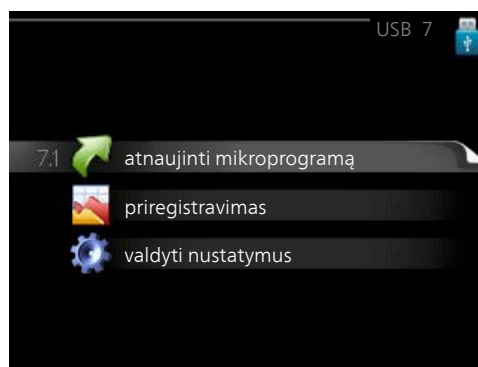 USB 7
7.1 atnaujinti mikroprogramą
priregistravimas
valdyti nustatymus